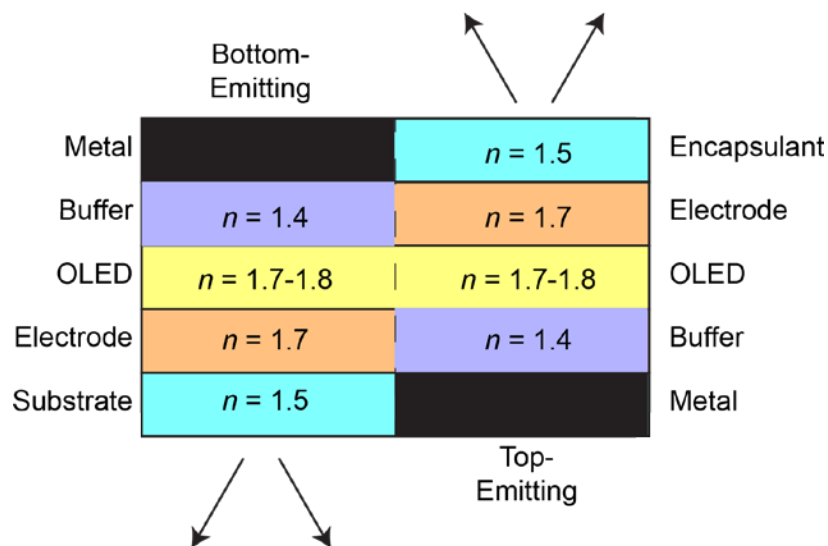 Bottom-
Emitting
Metal
n = 1.5
Encapsulant
Buffer
n = 1.4
n = 1.7
Electrode
OLED
n = 1.7-1.8
n = 1.7-1.8
OLED
Electrode
n = 1.7
n = 1.4
Buffer
Substrate
n = 1.5
Metal
Top-
Emitting